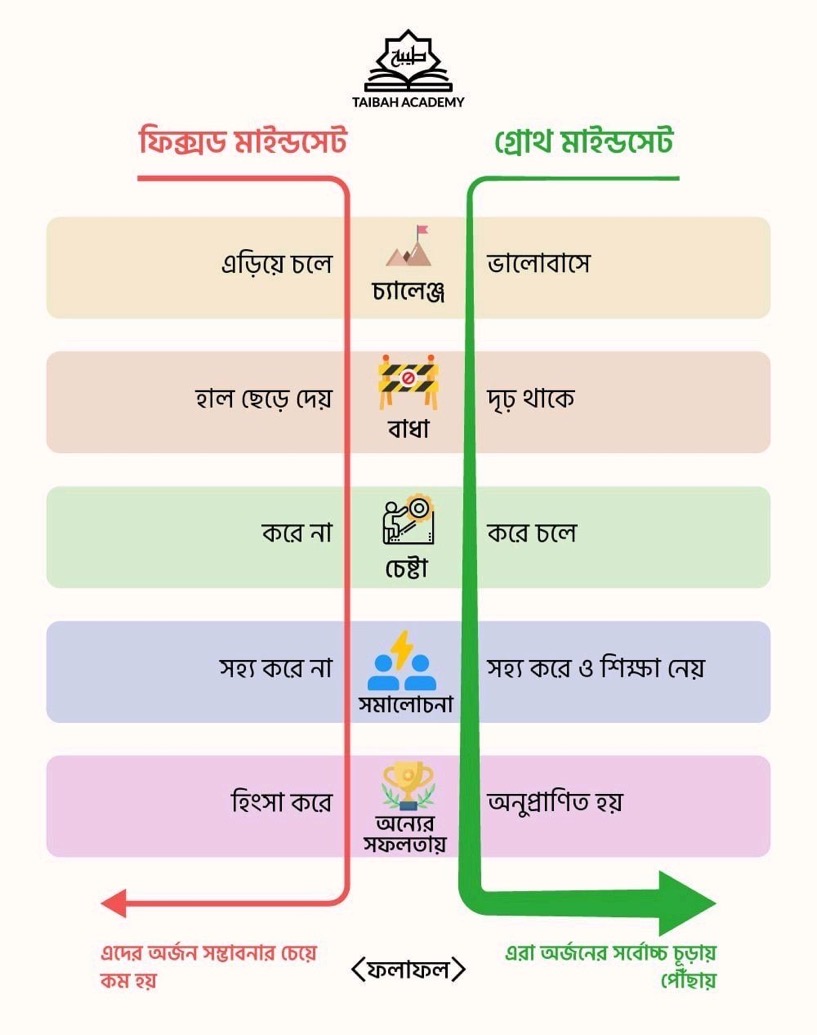 طيبة
TAIBAH ACADEMY
ফিক্সড মাইন্ডসেট
গ্রোথ মাইন্ডসেট
এড়িয়ে চলে
চ্যালেঞ্জ
ভালোবাসে
হাল ছেড়ে দেয়
বাধা
দৃঢ় থাকে
করে না
চেষ্টা
করে চলে
সহ্য করে না
সমালোচনা
সহ্য করে ও শিক্ষা নেয়
হিংসা করে
অন্যের
সফলতায়
অনুপ্রাণিত হয়
এদের অর্জন সম্ভাবনার চেয়ে
কম হয়
<ফলাফল>
এরা অর্জনের সর্বোচ্চ চূড়ায়
পৌঁছায়